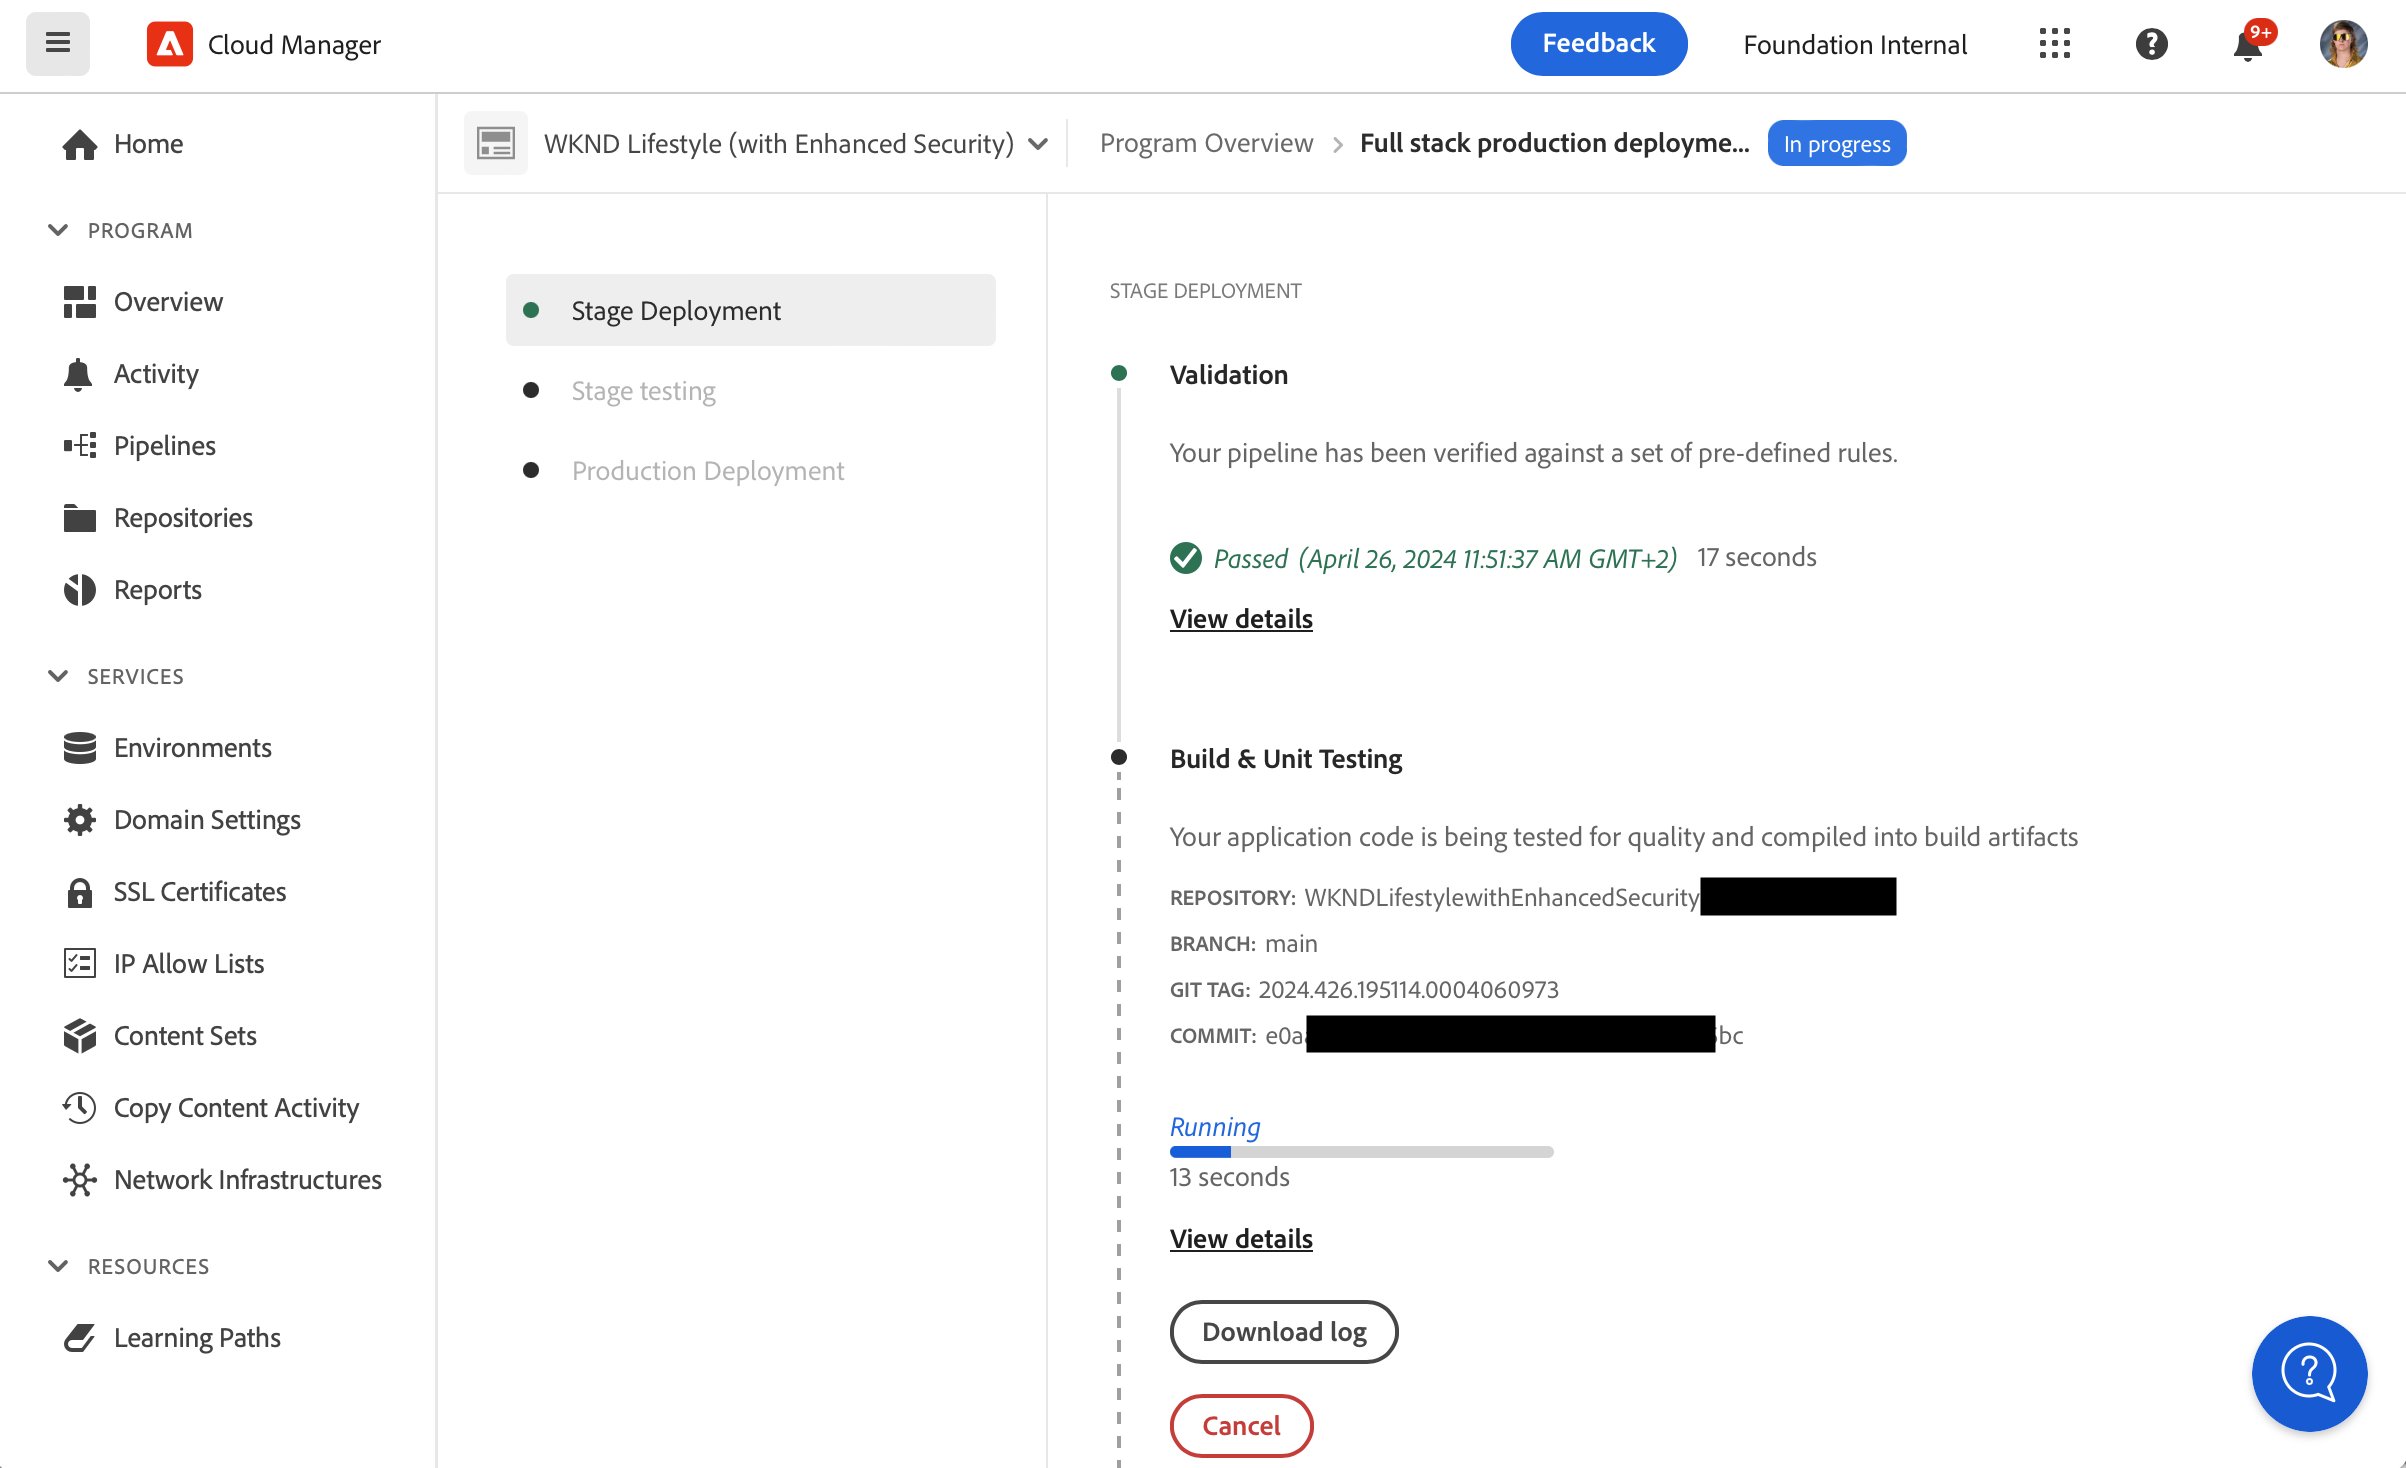 Cloud Manager
Feedback
Foundation Internal
9+
Home
PROGRAM
Overview
Activity
Pipelines
Repositories
Reports
SERVICES
Environments
Domain Settings
SSL Certificates
IP Allow Lists
Content Sets
Copy Content Activity
Network Infrastructures
RESOURCES
Learning Paths
WKND Lifestyle (with Enhanced Security)
Program Overview
Full stack production deployme...
In progress
Stage Deployment
Stage testing
Production Deployment
STAGE DEPLOYMENT
Validation
Your pipeline has been verified against a set of pre-defined rules.
Passed (April 26, 2024 11:51:37 AM GMT+2) 17 seconds
View details
Build & Unit Testing
Your application code is being tested for quality and compiled into build artifacts
REPOSITORY: WKNDLifestylewithEnhancedSecurity
BRANCH: main
GIT TAG: 2024.426.195114.0004060973
COMMIT: e0a bc
Running
13 seconds
View details
Download log
Cancel